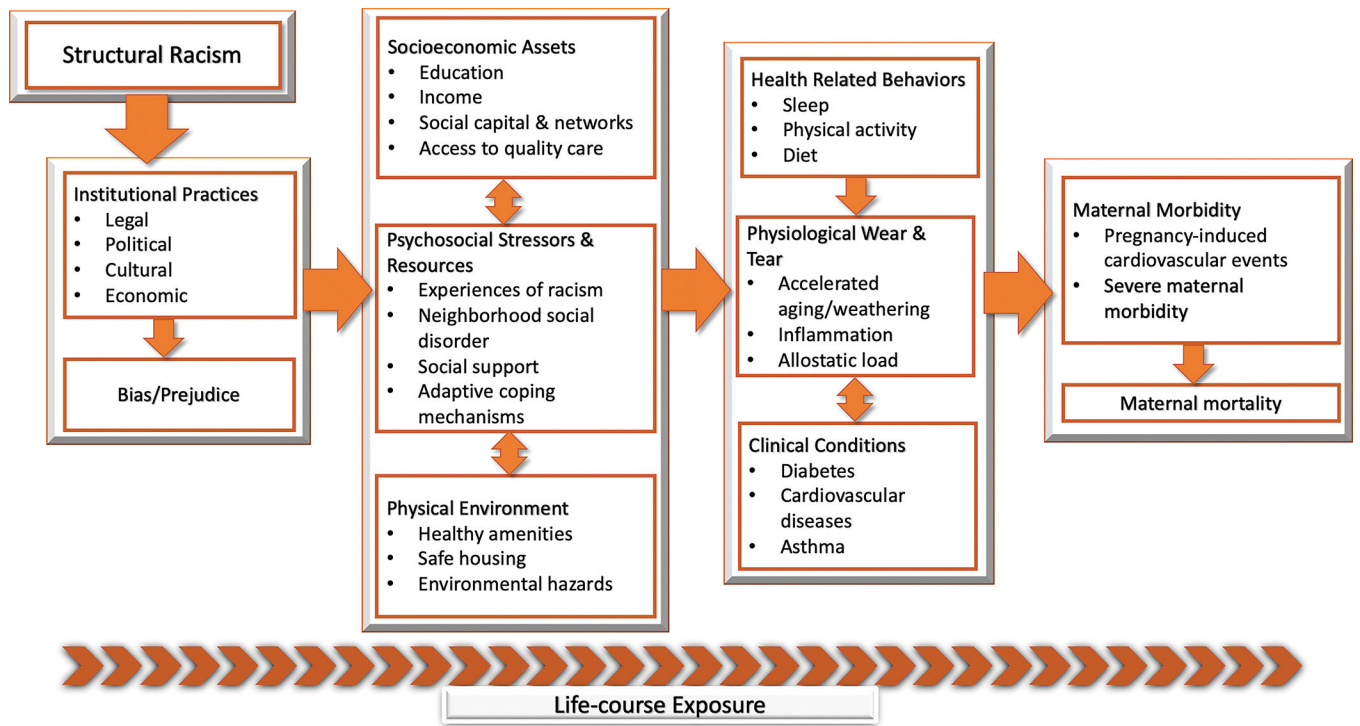 Structural Racism
Institutional Practices
• Legal
• Political
• Cultural
• Economic
Bias/Prejudice
Socioeconomic Assets
• Education
• Income
• Social capital & networks
• Access to quality care
Psychosocial Stressors &
Resources
• Experiences of racism
• Neighborhood social
disorder
• Social support
• Adaptive coping
mechanisms
Physical Environment
• Healthy amenities
• Safe housing
• Environmental hazards
Health Related Behaviors
• Sleep
• Physical activity
• Diet
Physiological Wear &
Tear
• Accelerated
aging/weathering
• Inflammation
• Allostatic load
Clinical Conditions
• Diabetes
• Cardiovascular
diseases
• Asthma
Maternal Morbidity
• Pregnancy-induced
cardiovascular events
• Severe maternal
morbidity
Maternal mortality
Life-course Exposure